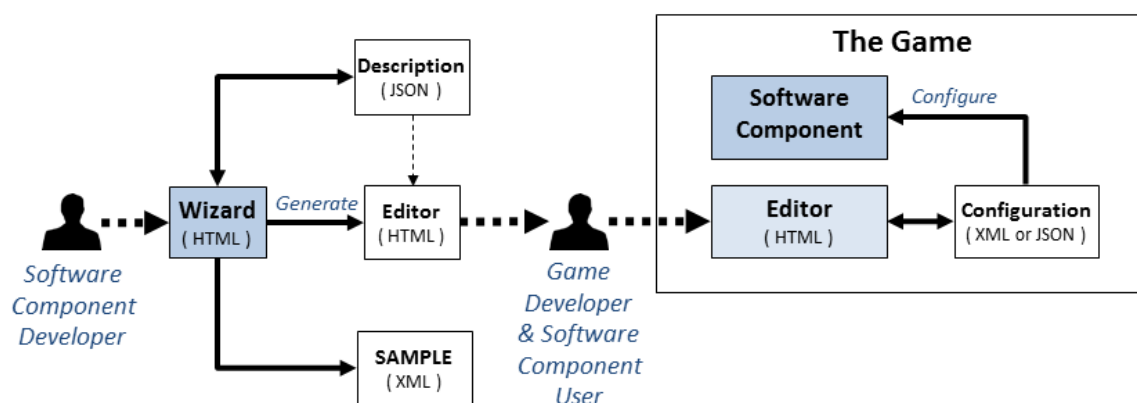 The Game
Description
( JSON )
Software
Component
Configure
Generate
Wizard
( HTML )
Editor
( HTML )
Editor
( HTML )
Configuration
( XML or JSON )
Software
Component
Developer
Game
Developer
& Software
Component
User
SAMPLE
( XML )